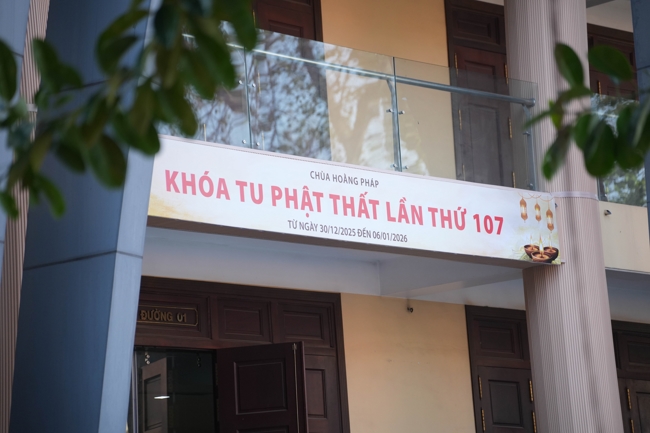 CHÙA HOẰNG PHÁP
KHÓA TU PHẬT THẤT LẦN THỨ 107
TỪ NGÀY 30/12/2025 ĐẾN 06/01/2026
ĐƯỜNG 01